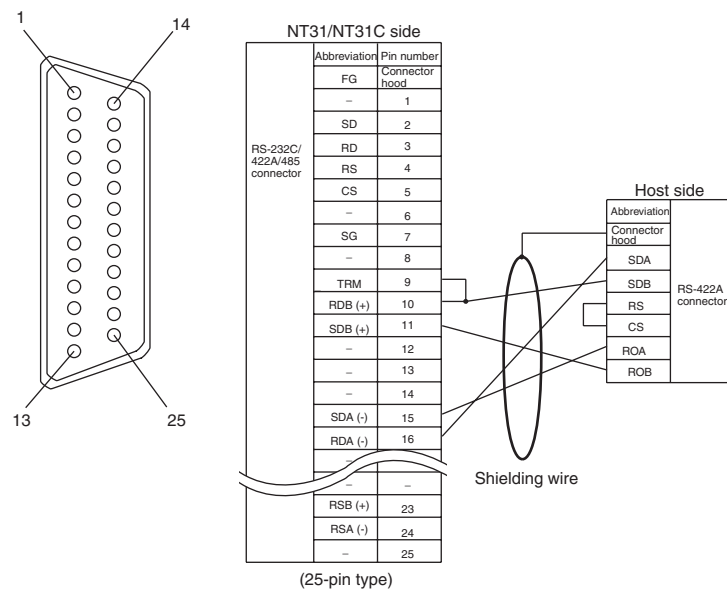 1
14
13
25
NT31/NT31C side
Abbreviation Pin number
FG Connector hood
– 1
SD 2
RS-232C/
422A/485
connector
RD 3
RS 4
CS 5
– 6
SG 7
– 8
TRM 9
RDB (+) 10
SDB (+) 11
– 12
– 13
– 14
SDA (-) 15
RDA (-) 16
–
– –
RSB (+) 23
RSA (-) 24
– 25
(25-pin type)
Shielding wire
Host side
Abbreviation
Connector
hood
SDA
SDB
RS
CS
ROA
ROB
RS-422A
connector